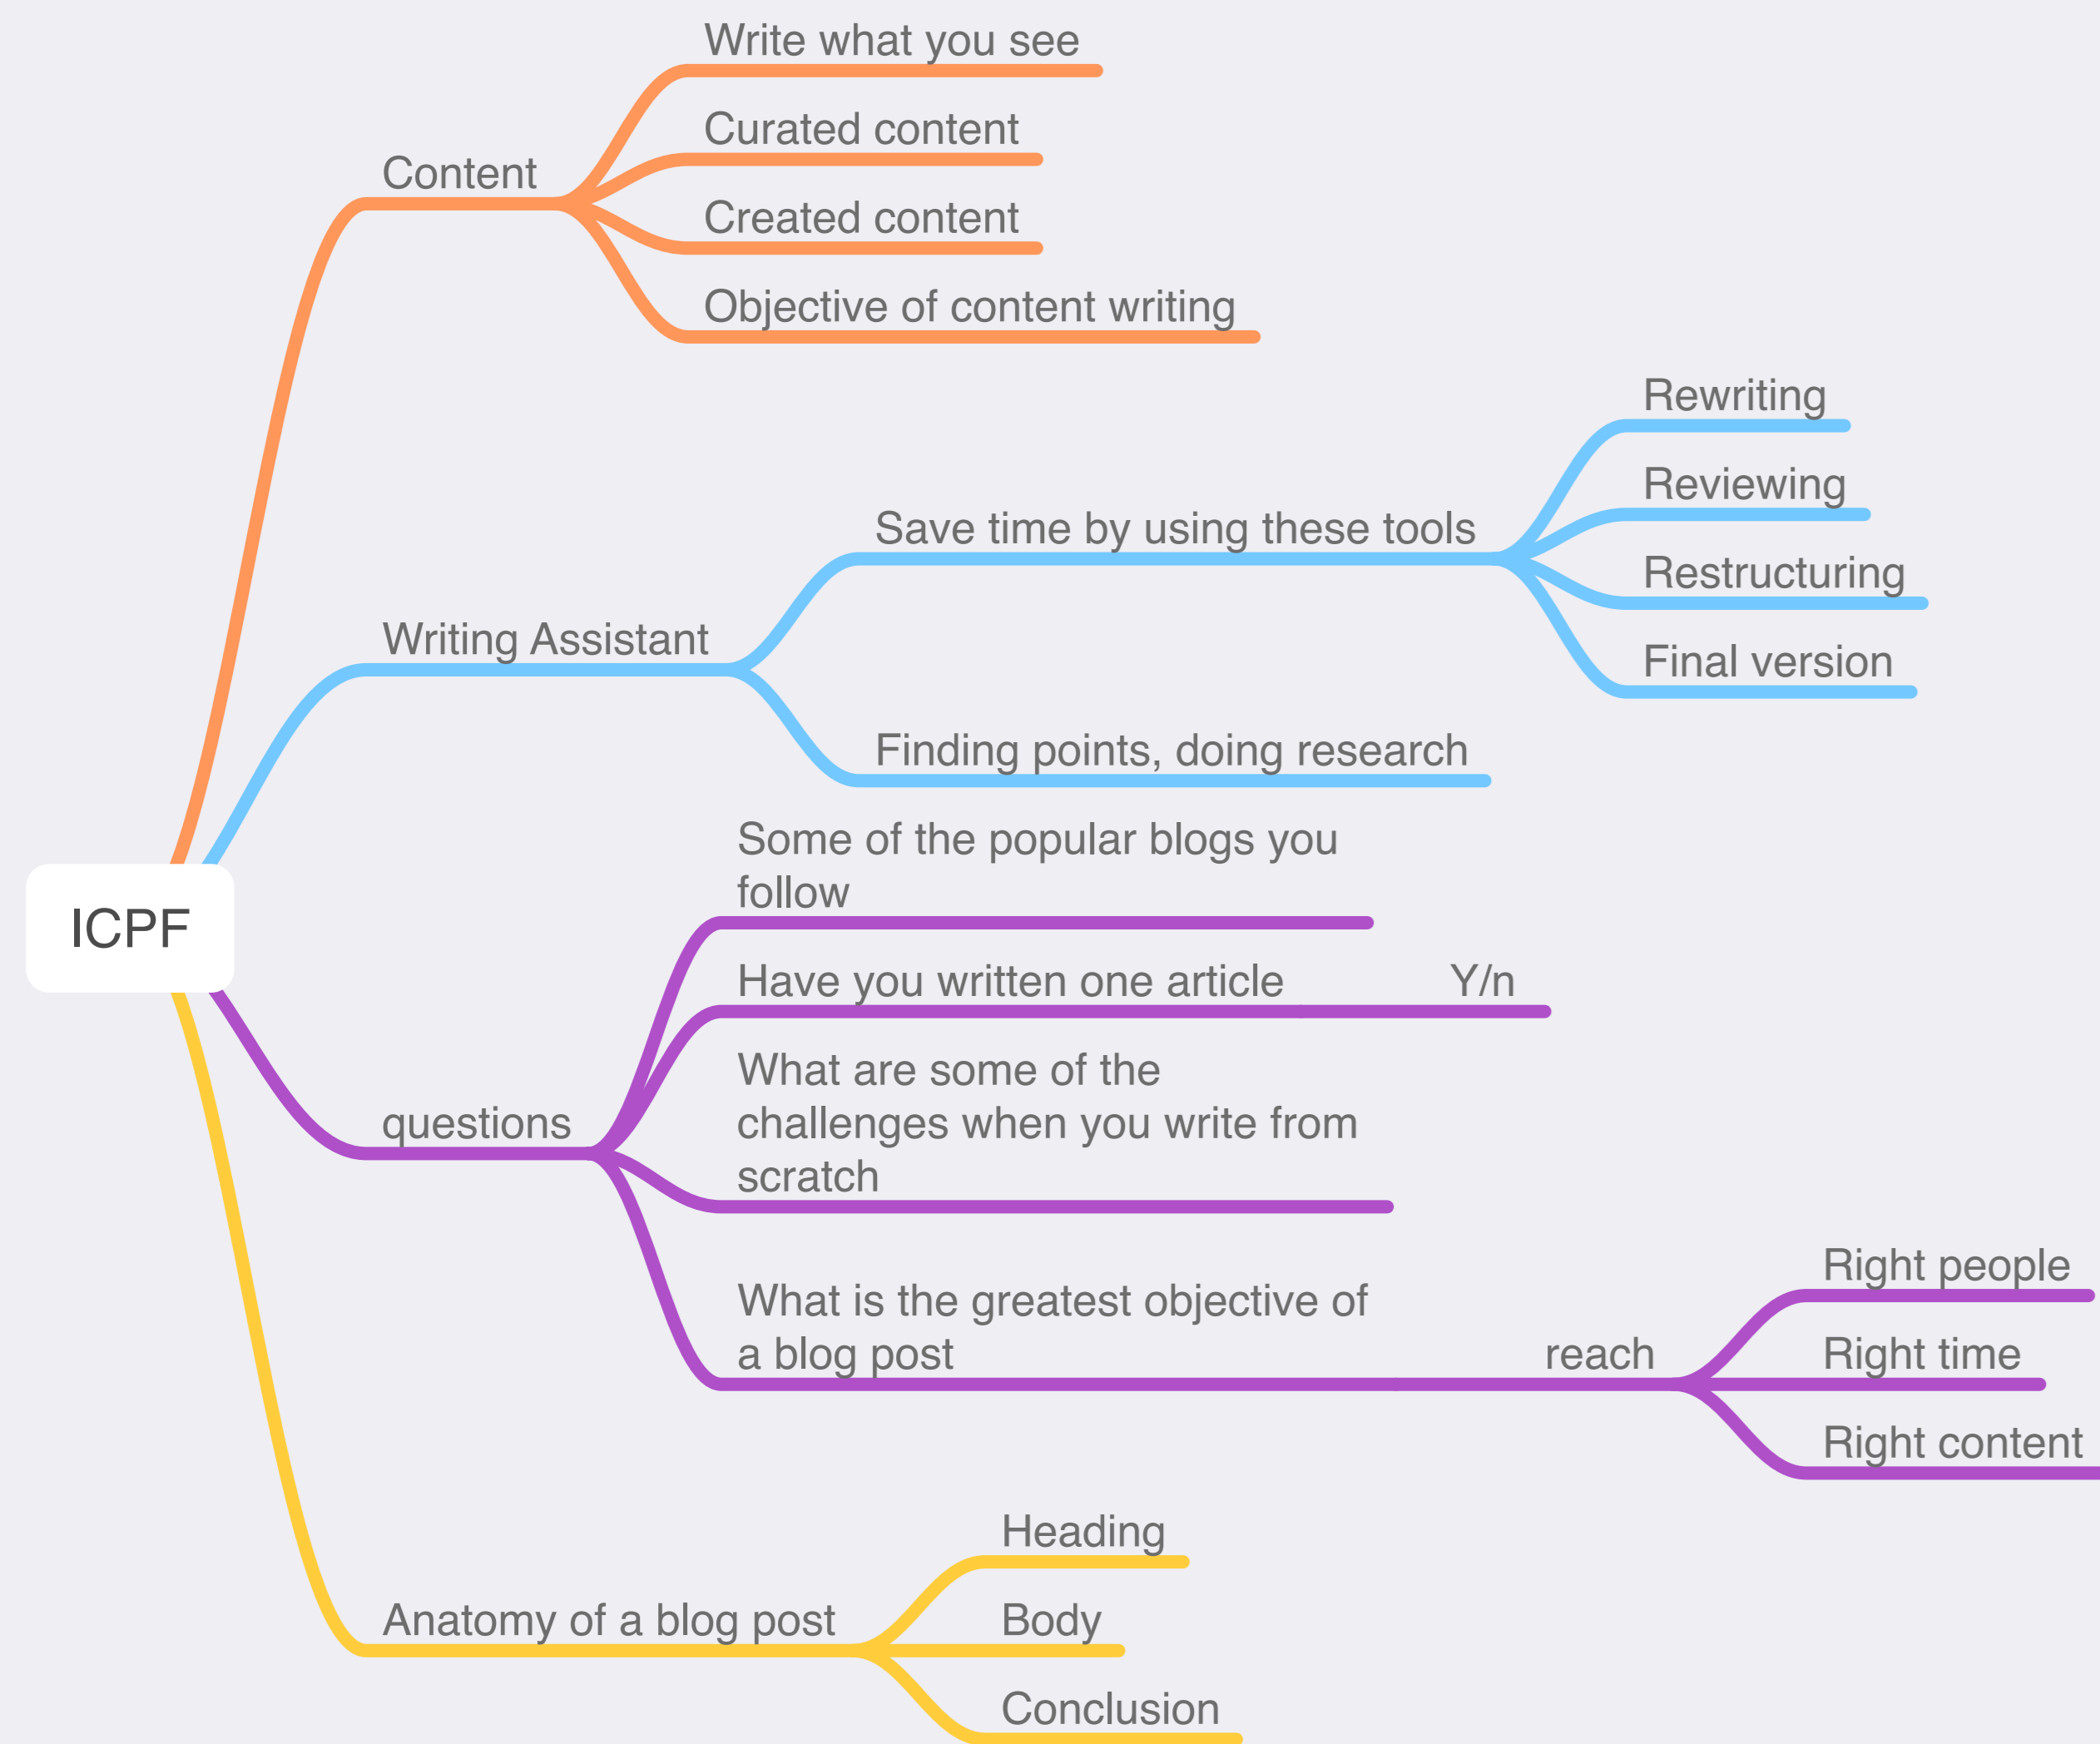 Write what you see
Curated content
Content
Created content
Objective of content writing
Rewriting
Reviewing
Save time by using these tools
Restructuring
Writing Assistant
Final version
Finding points, doing research
Some of the popular blogs you
follow
ICPF
Have you written one article
Y/n
What are some of the
challenges when you write from
scratch
questions
Right people
What is the greatest objective of
a blog post
reach
Right time
Right content
Heading
Anatomy of a blog post
Body
Conclusion